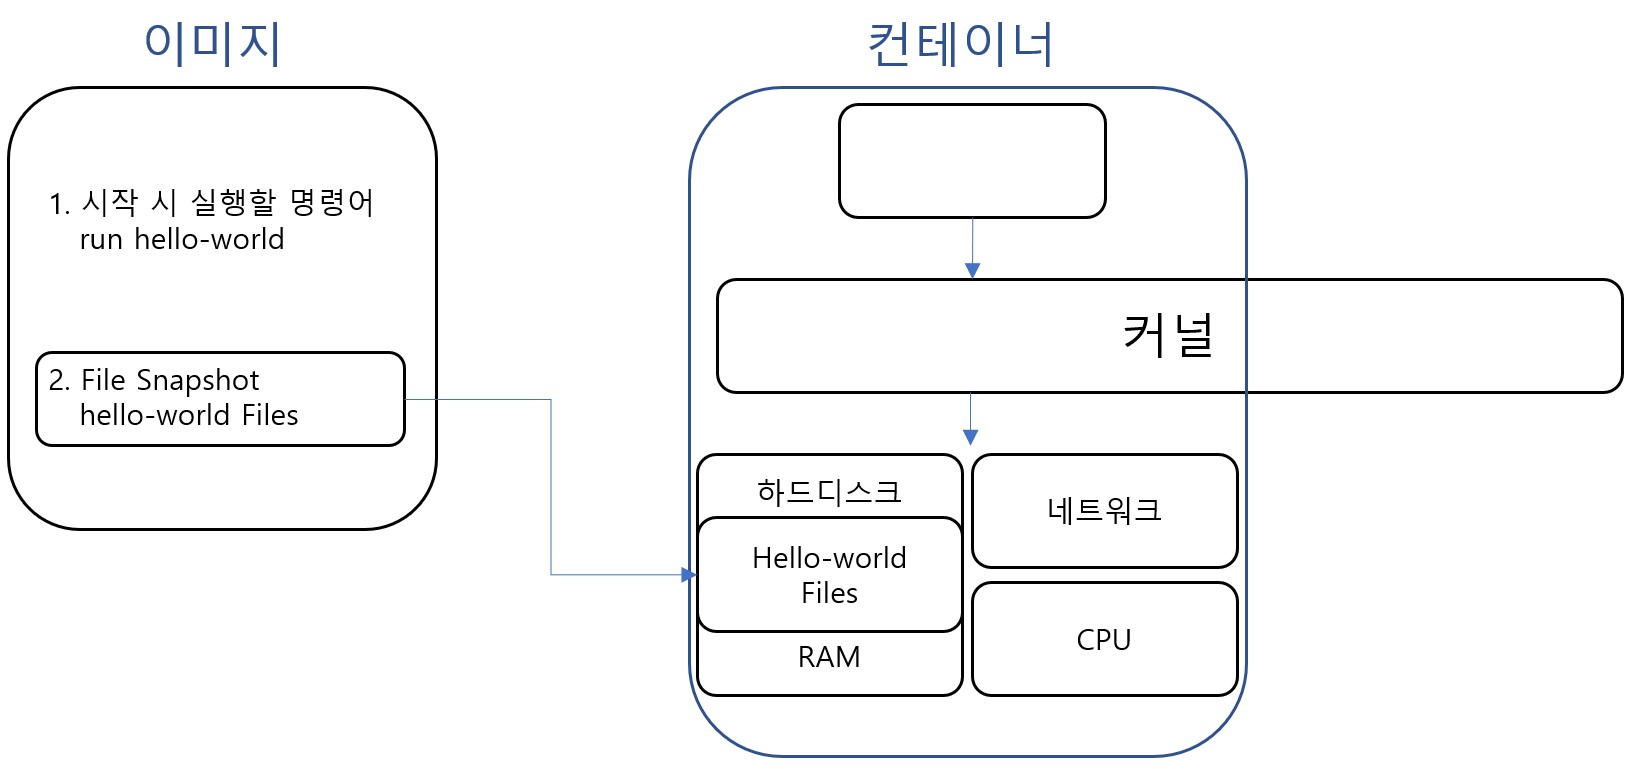 이미지
컨테이너
1. 시작 시 실행할 명령어
run hello-world
2. File Snapshot
hello-world Files
커널
하드디스크
네트워크
Hello-world
Files
CPU
RAM